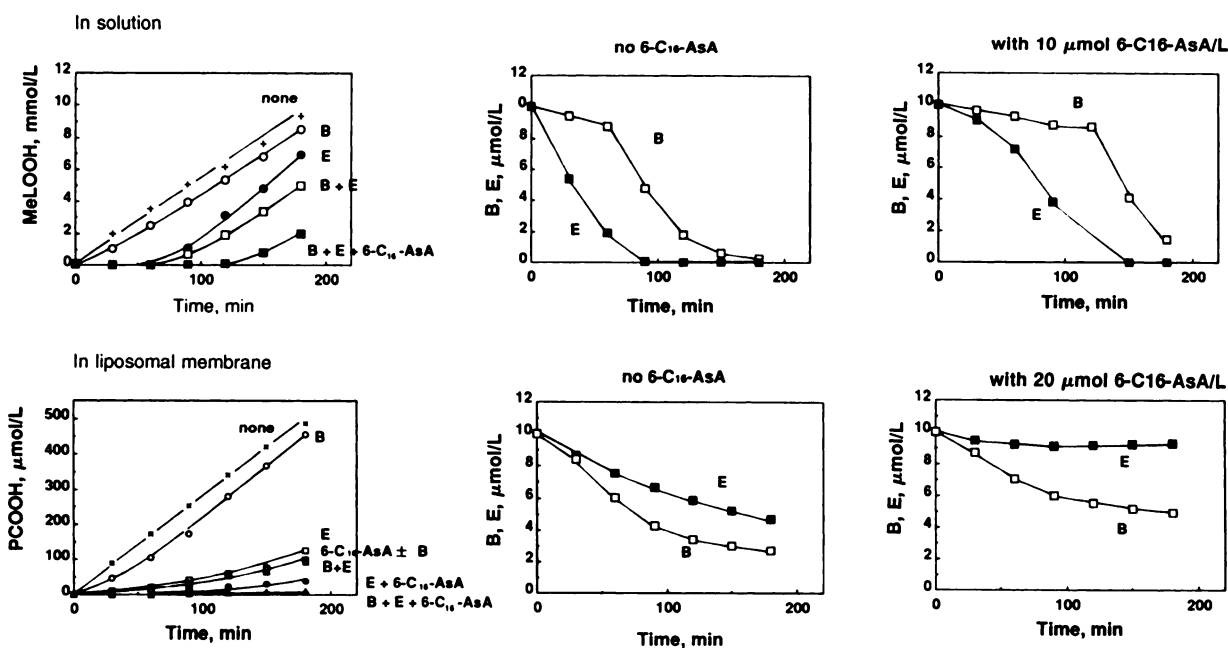 In solution
MeLOOH, mmol/L
12
10
8
6
4
2
0
none
B
E
B + E
B + E + 6-C₁₆-AsA
0
100
200
Time, min
no 6-C₁₆-AsA
B, E, μmol/L
12
0
8
6
4
2
0
B
E
0
100
200
Time, min
with 10 μmol 6-C16-AsA/L
B, E, μmol/L
12
10
8
6
4
2
0
B
E
0
100
200
Time, min
In liposomal membrane
PCOOH, μmol/L
500
400
300
200
100
0
none
B
E
6-C₁₆-AsA ± B
B+E
E + 6-C₁₆-AsA
B + E + 6-C₁₆-AsA
0
100
200
Time, min
no 6-C₁₆-AsA
B, E, μmol/L
12
10
8
6
4
2
0
E
B
0
100
200
Time, min
with 20 μmol 6-C16-AsA/L
B, E, μmol/L
12
10
8
6
4
2
0
E
B
0
100
200
Time, min